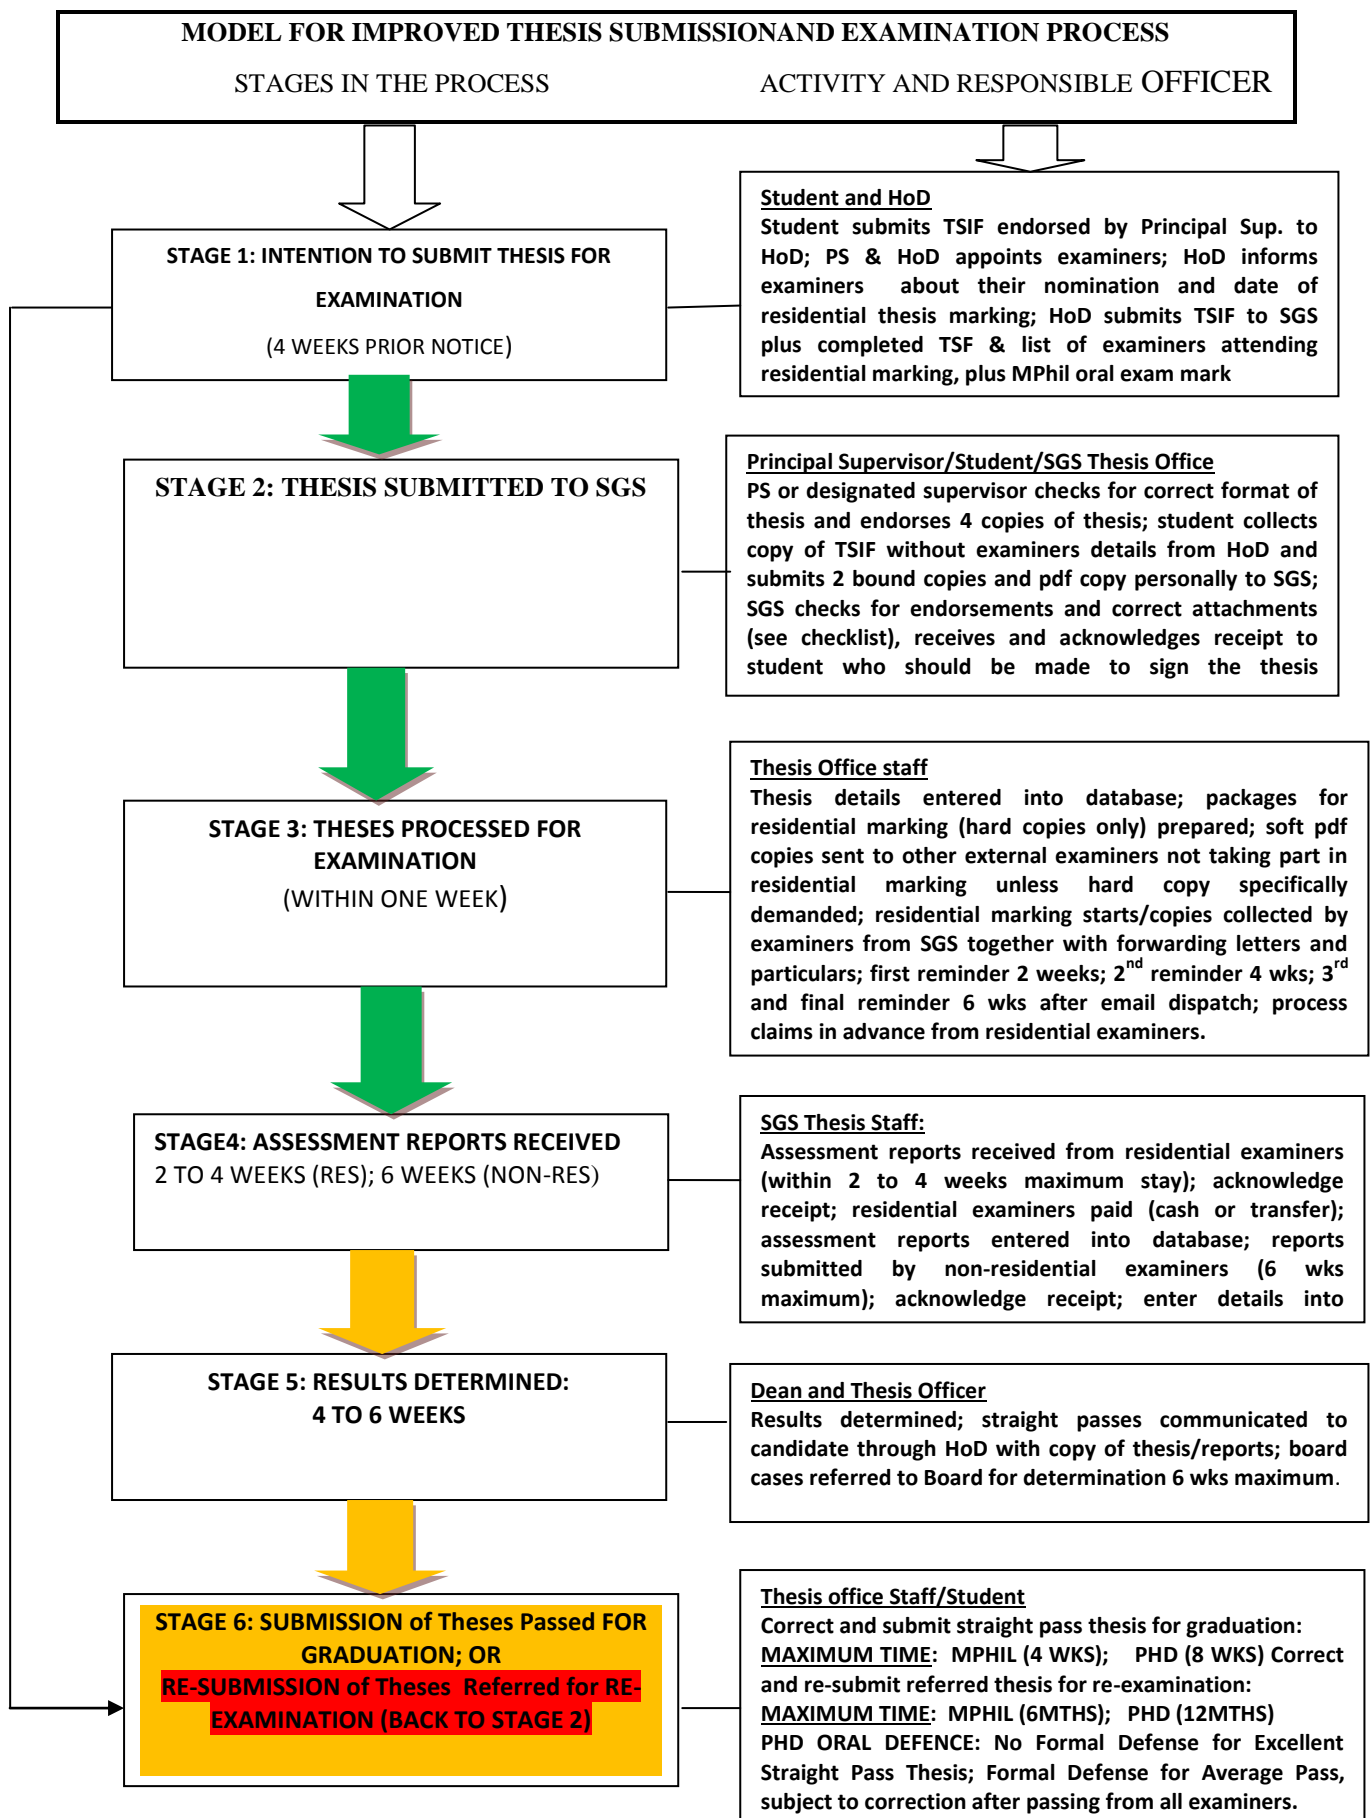 MODEL FOR IMPROVED THESIS SUBMISSIONAND EXAMINATION PROCESS
STAGES IN THE PROCESS ACTIVITY AND RESPONSIBLE OFFICER
STAGE 1: INTENTION TO SUBMIT THESIS FOR
EXAMINATION
(4 WEEKS PRIOR NOTICE)
Student and HoD
Student submits TSIF endorsed by Principal Sup. to
HoD; PS & HoD appoints examiners; HoD informs
examiners about their nomination and date of
residential thesis marking; HoD submits TSIF to SGS
plus completed TSF & list of examiners attending
residential marking, plus MPhil oral exam mark
STAGE 2: THESIS SUBMITTED TO SGS
Principal Supervisor/Student/SGS Thesis Office
PS or designated supervisor checks for correct format of
thesis and endorses 4 copies of thesis; student collects
copy of TSIF without examiners details from HoD and
submits 2 bound copies and pdf copy personally to SGS;
SGS checks for endorsements and correct attachments
(see checklist), receives and acknowledges receipt to
student who should be made to sign the thesis
STAGE 3: THESES PROCESSED FOR
EXAMINATION
(WITHIN ONE WEEK)
Thesis Office staff
Thesis details entered into database; packages for
residential marking (hard copies only) prepared; soft pdf
copies sent to other external examiners not taking part in
residential marking unless hard copy specifically
demanded; residential marking starts/copies collected by
examiners from SGS together with forwarding letters and
particulars; first reminder 2 weeks; 2nd reminder 4 wks; 3rd
and final reminder 6 wks after email dispatch; process
claims in advance from residential examiners.
STAGE4: ASSESSMENT REPORTS RECEIVED
2 TO 4 WEEKS (RES); 6 WEEKS (NON-RES)
SGS Thesis Staff:
Assessment reports received from residential examiners
(within 2 to 4 weeks maximum stay); acknowledge
receipt; residential examiners paid (cash or transfer);
assessment reports entered into database; reports
submitted by non-residential examiners (6 wks
maximum); acknowledge receipt; enter details into
STAGE 5: RESULTS DETERMINED:
4 TO 6 WEEKS
Dean and Thesis Officer
Results determined; straight passes communicated to
candidate through HoD with copy of thesis/reports; board
cases referred to Board for determination 6 wks maximum.
STAGE 6: SUBMISSION of Theses Passed FOR
GRADUATION; OR
RE-SUBMISSION of Theses Referred for RE-
EXAMINATION (BACK TO STAGE 2)
Thesis office Staff/Student
Correct and submit straight pass thesis for graduation:
MAXIMUM TIME: MPHIL (4 WKS); PHD (8 WKS) Correct
and re-submit referred thesis for re-examination:
MAXIMUM TIME: MPHIL (6MTHS); PHD (12MTHS)
PHD ORAL DEFENCE: No Formal Defense for Excellent
Straight Pass Thesis; Formal Defense for Average Pass,
subject to correction after passing from all examiners.